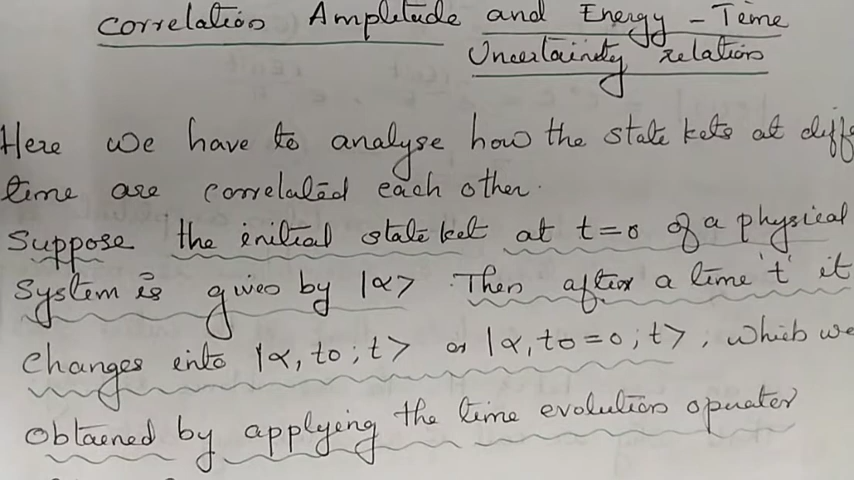 Correlation Amplitude and Energy - Time
Uncertainity relation
Here we have to analyse how the state kets at diff
time are correlated each other.
Suppose the initial state ket at t=0 of a physical
system is given by |α>. Then after a time 't' it
changes into |α, t0; t> or |α, t0=0; t>, which we
obtained by applying the time evolution operator